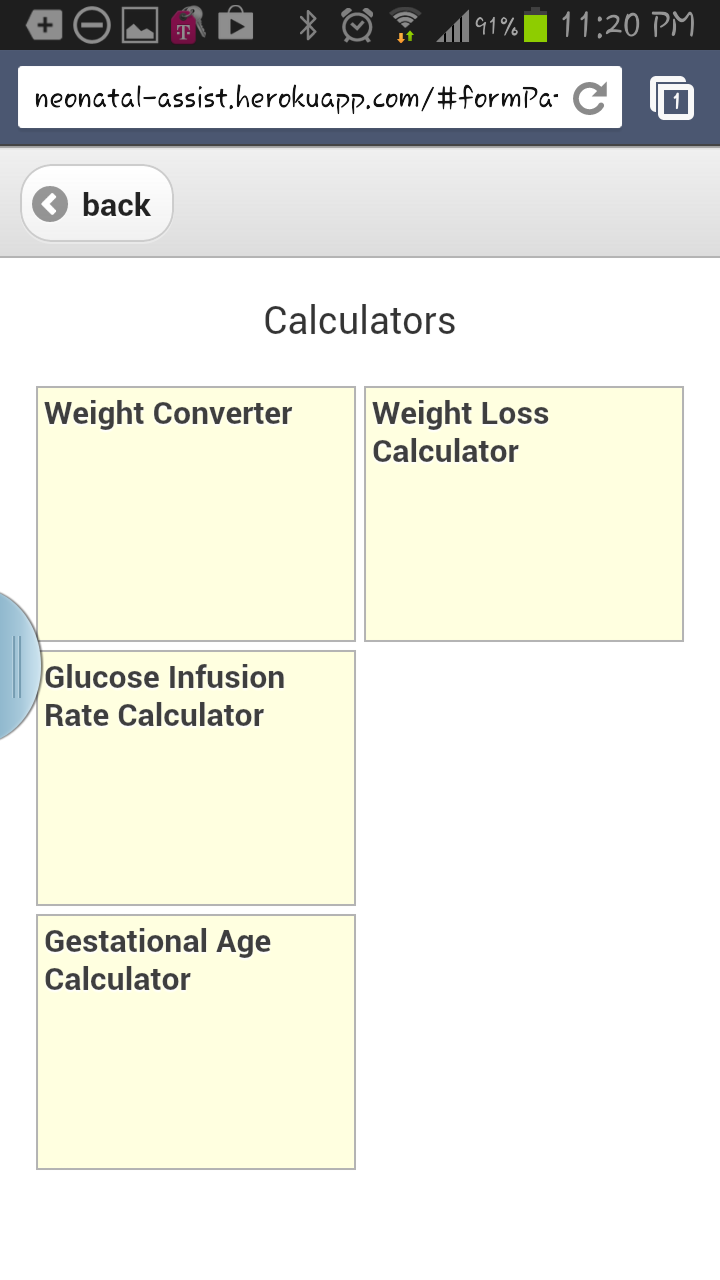 91% 11:20 PM
neonatal-assist.herokuapp.com/#formPa
1
back
Calculators
Weight Converter
Weight Loss
Calculator
Glucose Infusion
Rate Calculator
Gestational Age
Calculator